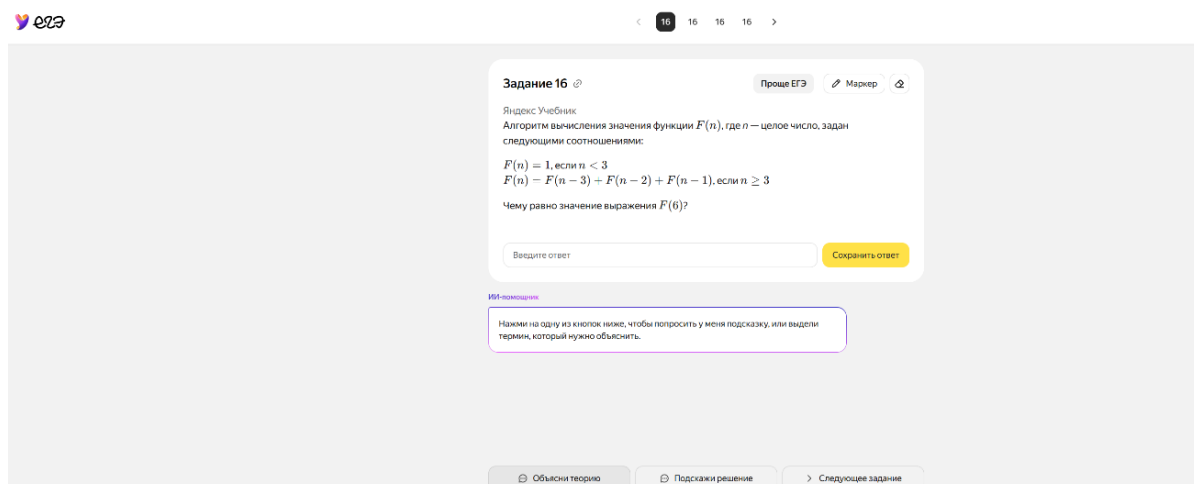 егэ
16 16 16 16
Задание 16
Проще ЕГЭ
Маркер
Яндекс Учебник
Алгоритм вычисления значения функции F(n), где n — целое число, задан
следующими соотношениями:
F(n) = 1, если n < 3
F(n) = F(n − 3) + F(n − 2) + F(n − 1), если n ≥ 3
Чему равно значение выражения F(6)?
Введите ответ
Сохранить ответ
ИИ-помощник
Нажми на одну из кнопок ниже, чтобы попросить у меня подсказку, или выдели
термин, который нужно объяснить.
Объясни теорию
Подскажи решение
Следующее задание